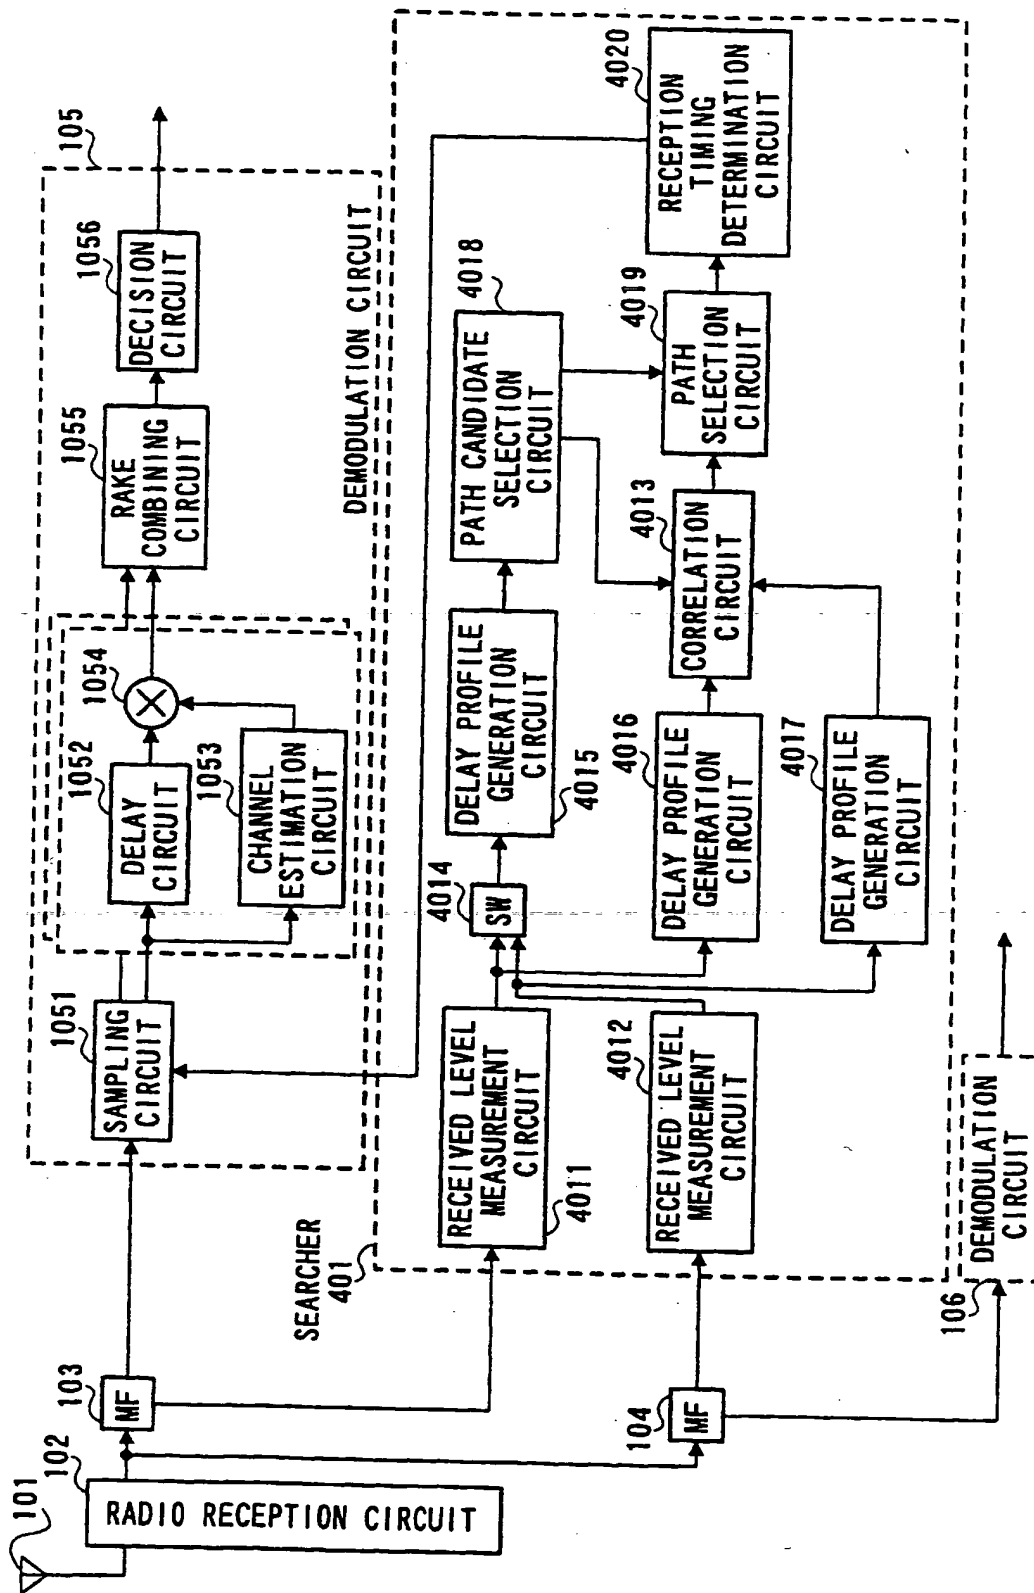 101
102
RADIO RECEPTION CIRCUIT
103
MF
104
MF
105
DEMODULATION CIRCUIT
1051
SAMPLING
CIRCUIT
1052
DELAY
CIRCUIT
1053
CHANNEL
ESTIMATION
CIRCUIT
1054
1055
RAKE
COMBINING
CIRCUIT
1056
DECISION
CIRCUIT
SEARCHER
401
RECEIVED LEVEL
MEASUREMENT
CIRCUIT
4011
4012
RECEIVED LEVEL
MEASUREMENT
CIRCUIT
4014
SW
DELAY PROFILE
GENERATION
CIRCUIT
4015
4016
DELAY PROFILE
GENERATION
CIRCUIT
4017
DELAY PROFILE
GENERATION
CIRCUIT
4018
PATH CANDIDATE
SELECTION
CIRCUIT
4013
CORRELATION
CIRCUIT
4019
PATH
SELECTION
CIRCUIT
4020
RECEPTION
TIMING
DETERMINATION
CIRCUIT
106
DEMODULATION
CIRCUIT